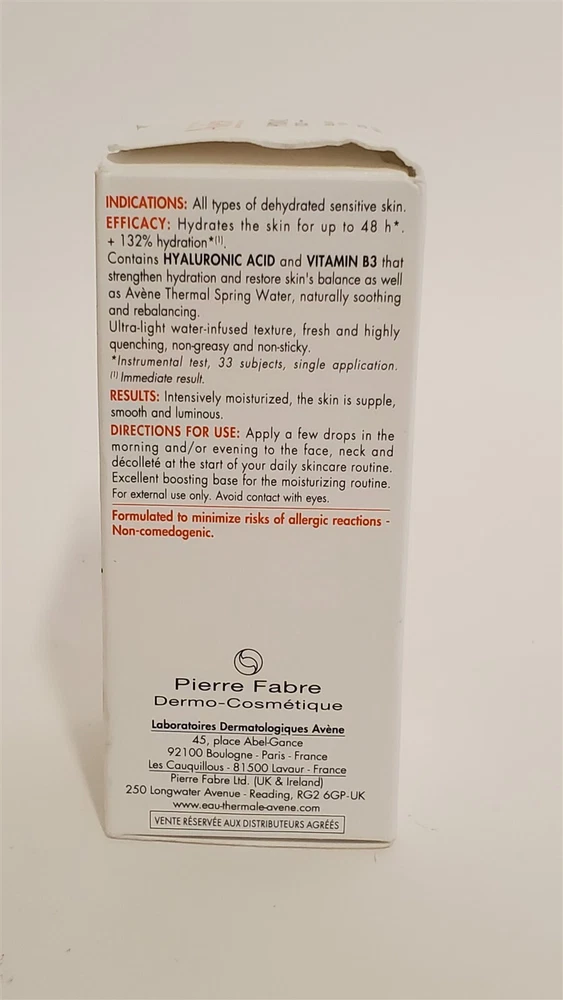 INDICATIONS: All types of dehydrated sensitive skin.
EFFICACY: Hydrates the skin for up to 48 h*.
+ 132% hydration*(1).
Contains HYALURONIC ACID and VITAMIN B3 that
strengthen hydration and restore skin's balance as well
as Avène Thermal Spring Water, naturally soothing
and rebalancing.
Ultra-light water-infused texture, fresh and highly
quenching, non-greasy and non-sticky.
*Instrumental test, 33 subjects, single application.
(1) Immediate result.
RESULTS: Intensively moisturized, the skin is supple,
smooth and luminous.
DIRECTIONS FOR USE: Apply a few drops in the
morning and/or evening to the face, neck and
décolleté at the start of your daily skincare routine.
Excellent boosting base for the moisturizing routine.
For external use only. Avoid contact with eyes.
Formulated to minimize risks of allergic reactions -
Non-comedogenic.
Pierre Fabre
Dermo-Cosmétique
Laboratoires Dermatologiques Avène
45, place Abel-Gance
92100 Boulogne - Paris - France
Les Cauquillous - 81500 Lavaur - France
Pierre Fabre Ltd. (UK & Ireland)
250 Longwater Avenue - Reading, RG2 6GP-UK
www.eau-thermale-avene.com
VENTE RÉSERVÉE AUX DISTRIBUTEURS AGRÉÉS